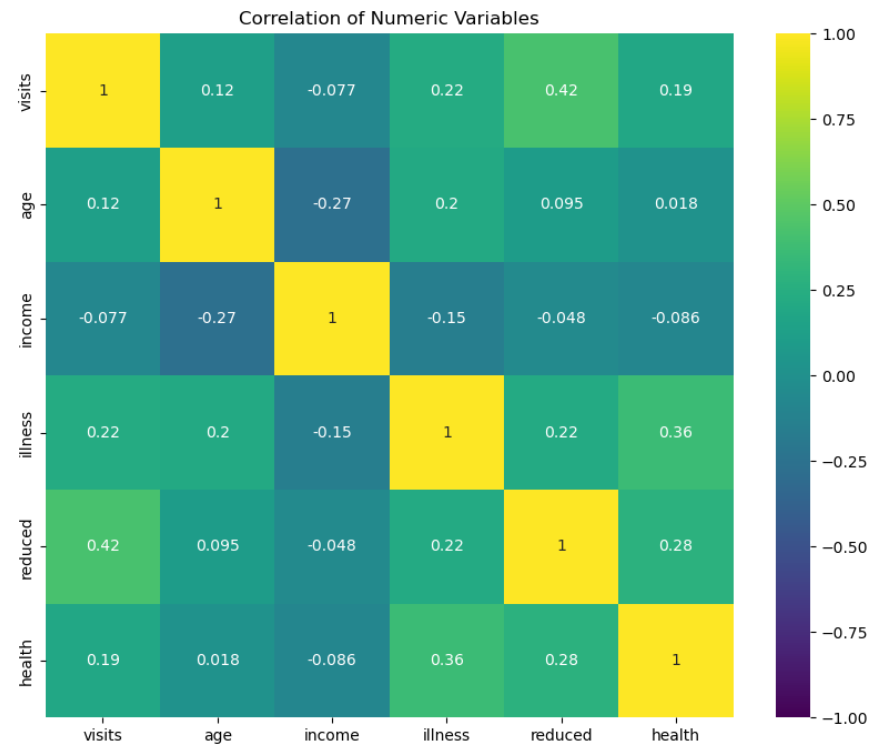 Correlation of Numeric Variables
visits 1 0.12 -0.077 0.22 0.42 0.19
age 0.12 1 -0.27 0.2 0.095 0.018
income -0.077 -0.27 1 -0.15 -0.048 -0.086
illness 0.22 0.2 -0.15 1 0.22 0.36
reduced 0.42 0.095 -0.048 0.22 1 0.28
health 0.19 0.018 -0.086 0.36 0.28 1
visits age income illness reduced health
1.00
0.75
0.50
0.25
0.00
−0.25
−0.50
−0.75
−1.00